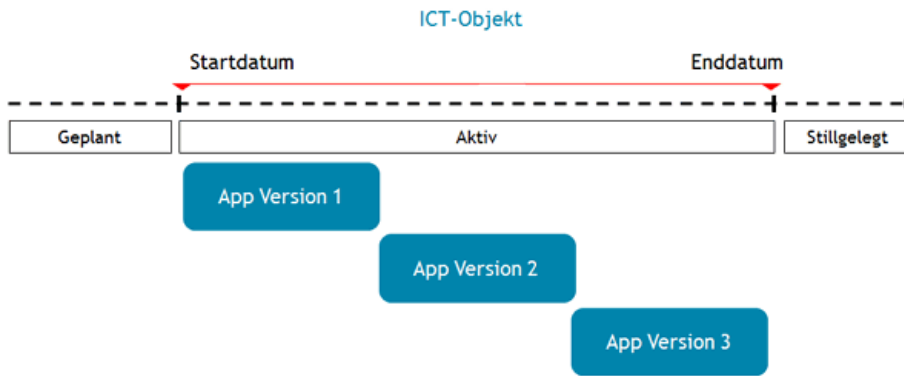 ICT-Objekt
Startdatum Enddatum
Geplant Aktiv Stillgelegt
App Version 1
App Version 2
App Version 3